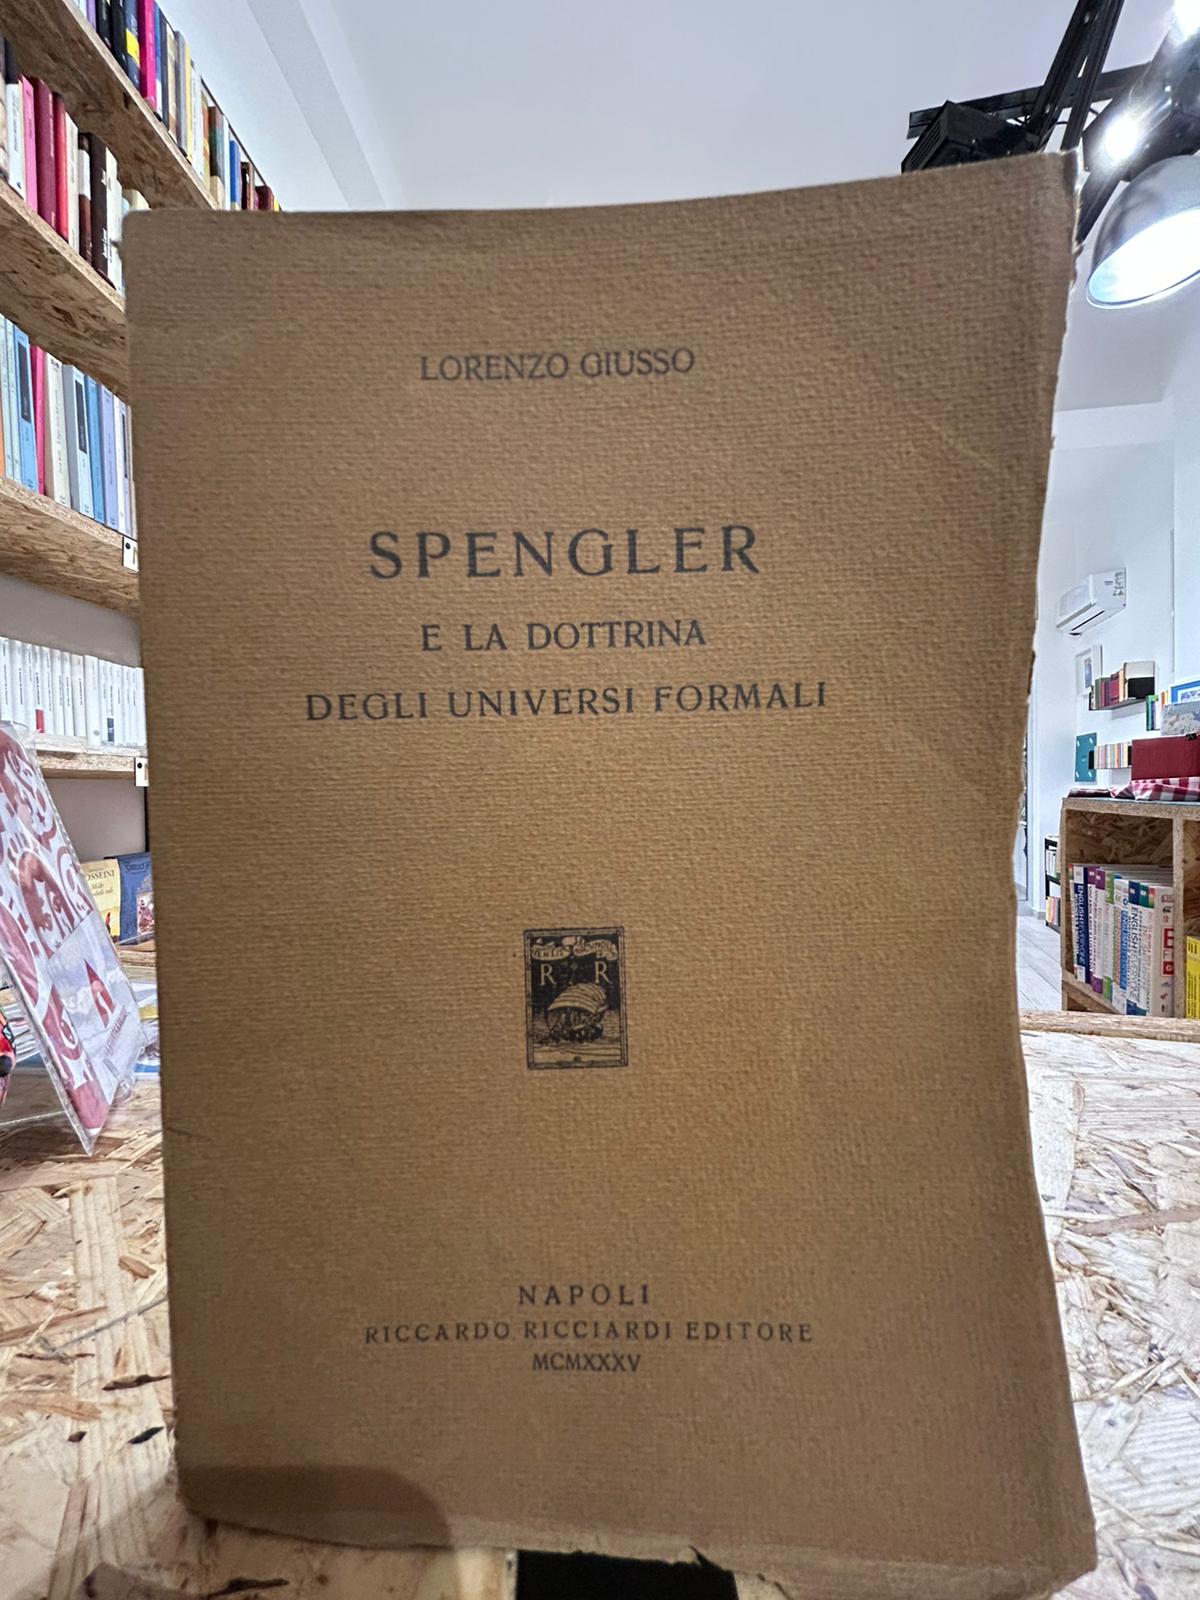 LORENZO GIUSSO
SPENGLER
E LA DOTTRINA
DEGLI UNIVERSI FORMALI
R R
NAPOLI
RICCARDO RICCIARDI EDITORE
MCMXXXV